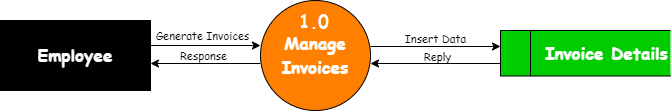 Employee
Generate Invoices
Response
1.0
Manage
Invoices
Insert Data
Reply
Invoice Details